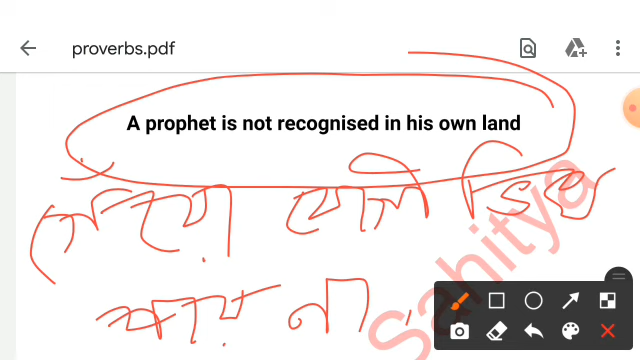 proverbs.pdf
A prophet is not recognised in his own land
গেঁয়ো যোগী ভিখ
পায় না
Sahitya